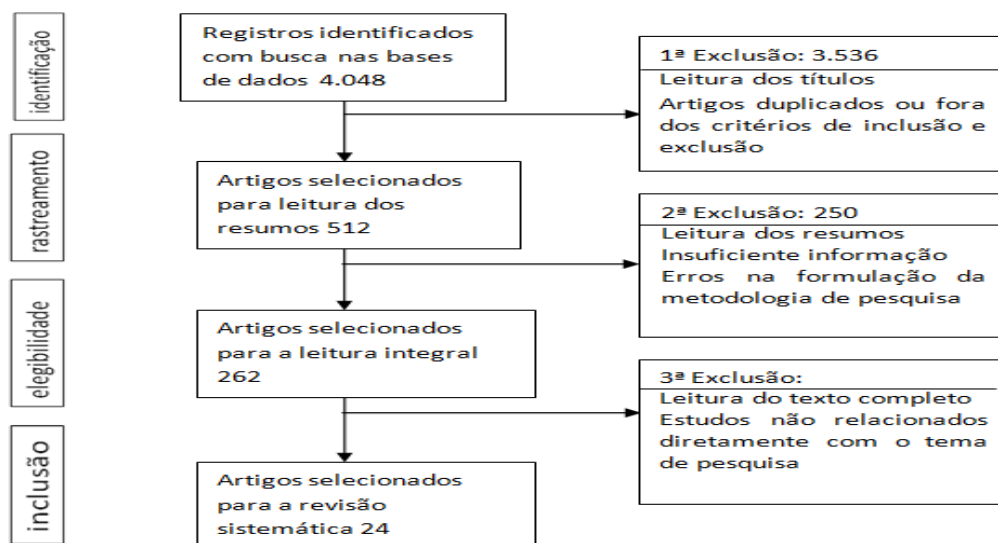 identificação
Registros identificados
com busca nas bases
de dados 4.048
1ª Exclusão: 3.536
Leitura dos títulos
Artigos duplicados ou fora
dos critérios de inclusão e
exclusão
rastreamento
Artigos selecionados
para leitura dos
resumos 512
2ª Exclusão: 250
Leitura dos resumos
Insuficiente informação
Erros na formulação da
metodologia de pesquisa
elegibilidade
Artigos selecionados
para a leitura integral
262
3ª Exclusão:
Leitura do texto completo
Estudos não relacionados
diretamente com o tema
de pesquisa
inclusão
Artigos selecionados
para a revisão
sistemática 24